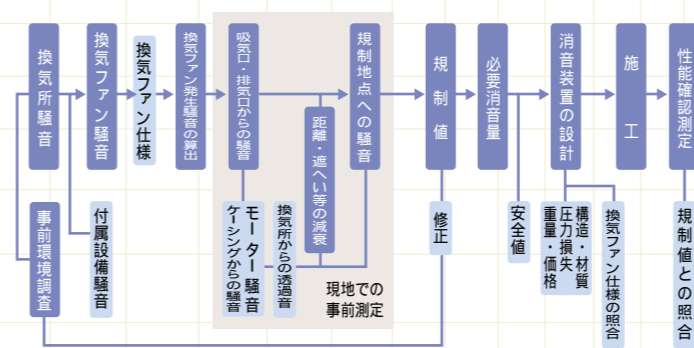 換気所騒音
換気ファン騒音
換気ファン仕様
換気ファン発生騒音の算出
吸気口・排気口からの騒音
距離・遮へい等の減衰
規制地点への騒音
規制値
必要消音量
消音装置の設計
施工
性能確認測定
事前環境調査
付属設備騒音
モーター騒音
ケーシングからの騒音
換気所からの透過音
現地での
事前測定
修正
安全値
構造・材質
圧力損失
重量・価格
換気ファン仕様の照合
規制値との照合